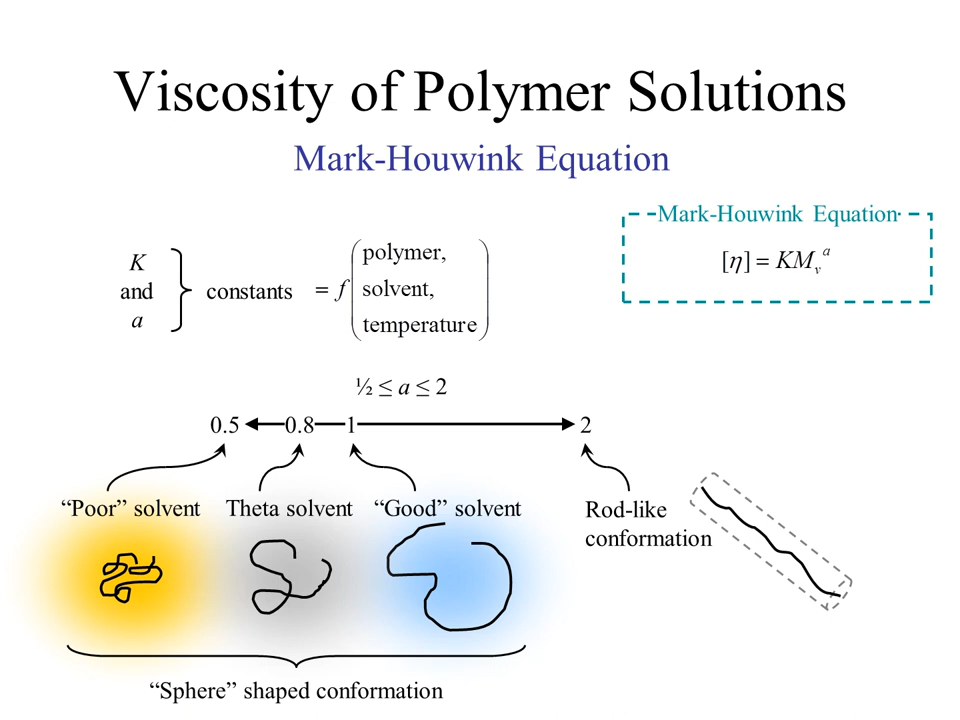 Viscosity of Polymer Solutions
Mark-Houwink Equation
Mark-Houwink Equation
[η] = KMᵥᵃ
K
and
a
constants
= f
polymer,
solvent,
temperature
½ ≤ a ≤ 2
0.5 0.8 1 2
“Poor” solvent Theta solvent “Good” solvent
Rod-like
conformation
“Sphere” shaped conformation